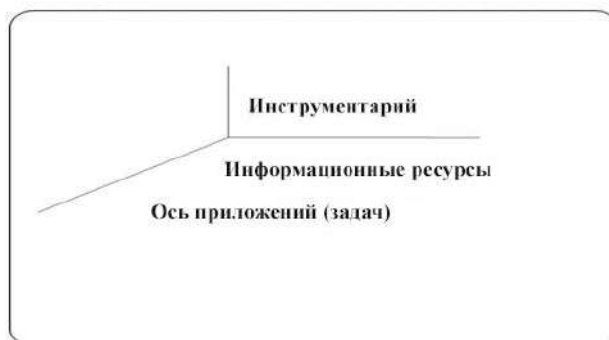 Инструментарий
Информационные ресурсы
Ось приложений (задач)